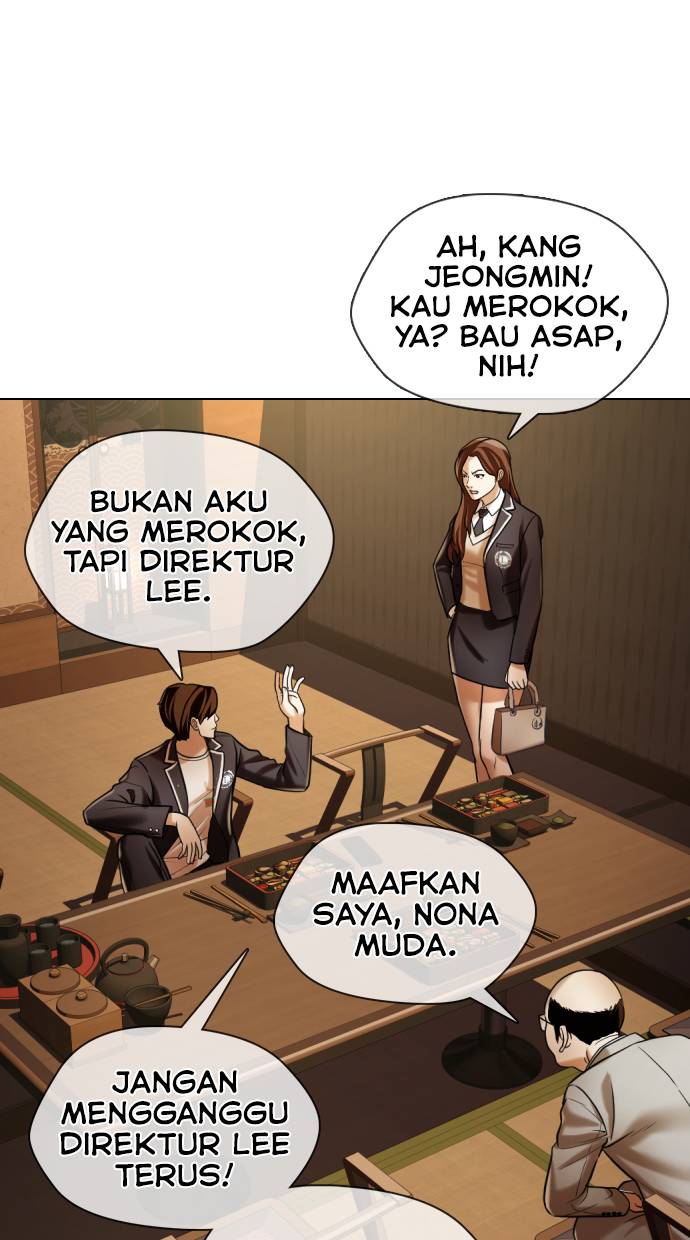 AH, KANG
JEONGMIN!
KAU MEROKOK,
YA? BAU ASAP,
NIH!
BUKAN AKU
YANG MEROKOK,
TAPI DIREKTUR
LEE.
MAAFKAN
SAYA, NONA
MUDA.
JANGAN
MENGGANGGU
DIREKTUR LEE
TERUS!